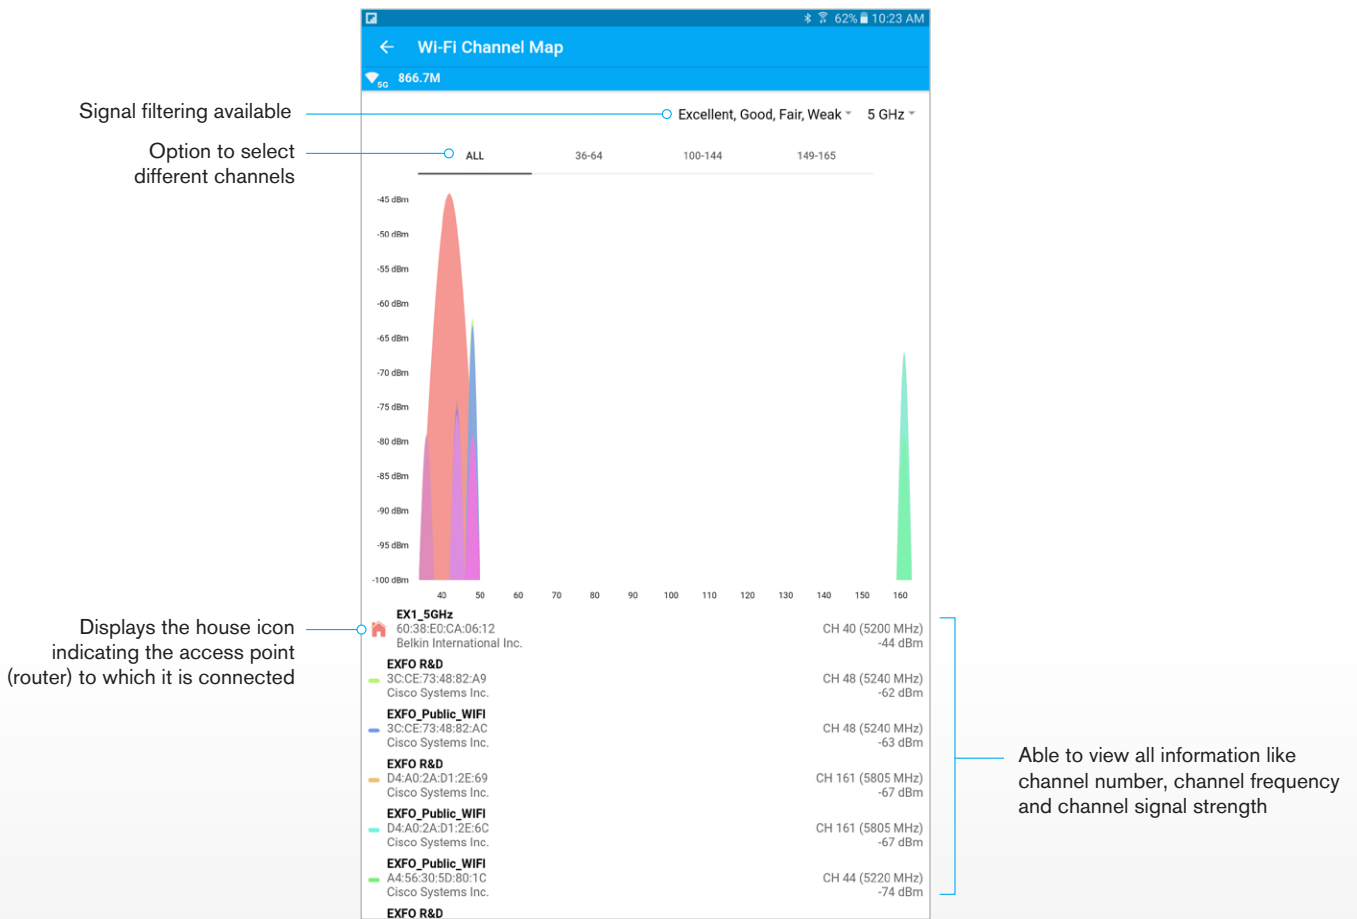 62% 10:23 AM
Wi-Fi Channel Map
5G 866.7M
Signal filtering available
Excellent, Good, Fair, Weak 5 GHz
Option to select
different channels
ALL 36-64 100-144 149-165
-45 dBm
-50 dBm
-55 dBm
-60 dBm
-65 dBm
-70 dBm
-75 dBm
-80 dBm
-85 dBm
-90 dBm
-95 dBm
-100 dBm
40 50 60 70 80 90 100 110 120 130 140 150 160
Displays the house icon
indicating the access point
(router) to which it is connected
EX1_5GHz
60:38:E0:CA:06:12 CH 40 (5200 MHz)
Belkin International Inc. -44 dBm
EXFO R&D
3C:CE:73:48:82:A9 CH 48 (5240 MHz)
Cisco Systems Inc. -62 dBm
EXFO_Public_WIFI
3C:CE:73:48:82:AC CH 48 (5240 MHz)
Cisco Systems Inc. -63 dBm
EXFO R&D
D4:A0:2A:D1:2E:69 CH 161 (5805 MHz)
Cisco Systems Inc. -67 dBm
EXFO_Public_WIFI
D4:A0:2A:D1:2E:6C CH 161 (5805 MHz)
Cisco Systems Inc. -67 dBm
EXFO_Public_WIFI
A4:56:30:5D:80:1C CH 44 (5220 MHz)
Cisco Systems Inc. -74 dBm
EXFO R&D
Able to view all information like
channel number, channel frequency
and channel signal strength